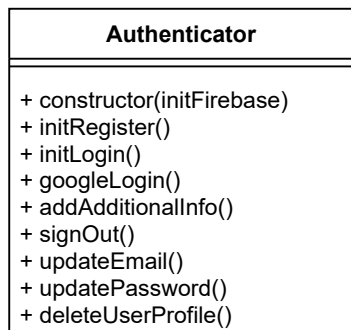 Authenticator
+ constructor(initFirebase)
+ initRegister()
+ initLogin()
+ googleLogin()
+ addAdditionalInfo()
+ signOut()
+ updateEmail()
+ updatePassword()
+ deleteUserProfile()